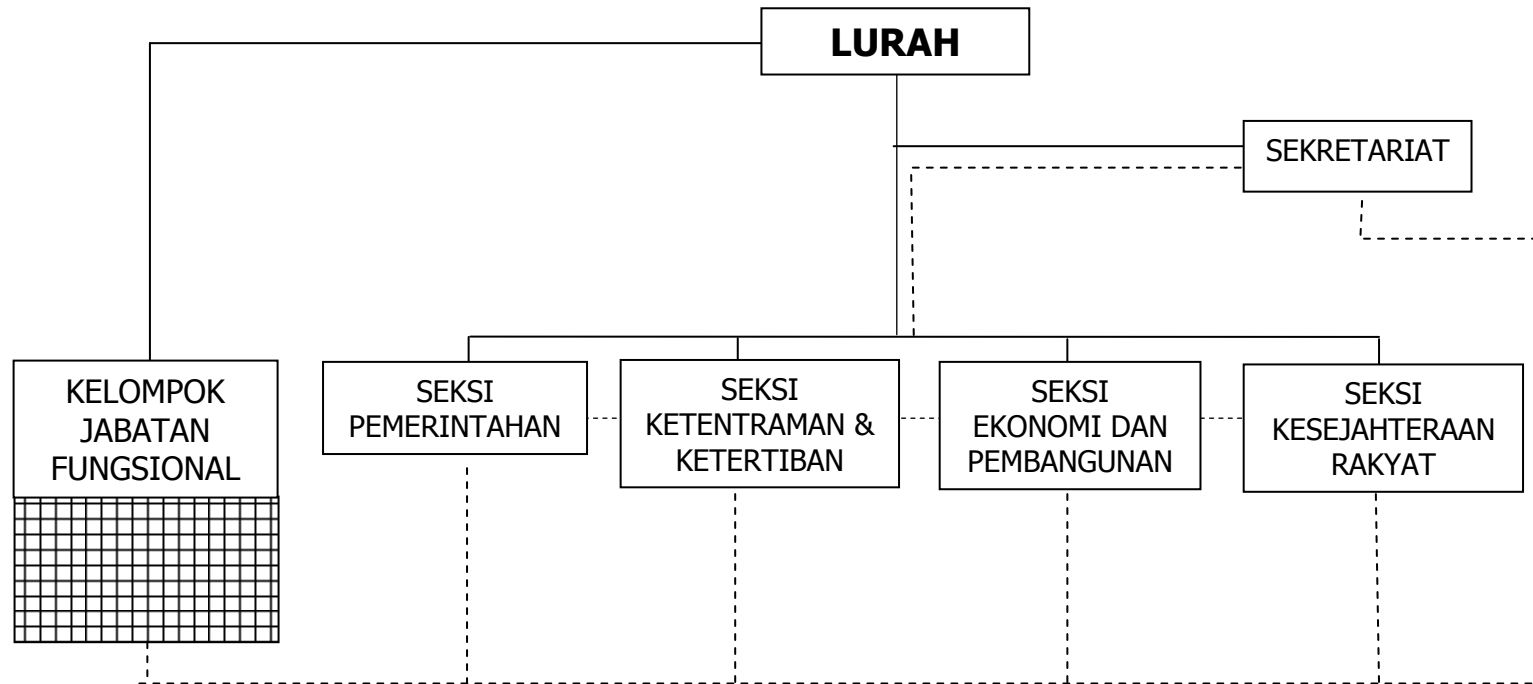 LURAH
SEKRETARIAT
KELOMPOK
JABATAN
FUNGSIONAL
SEKSI
PEMERINTAHAN
SEKSI
KETENTRAMAN &
KETERTIBAN
SEKSI
EKONOMI DAN
PEMBANGUNAN
SEKSI
KESEJAHTERAAN
RAKYAT